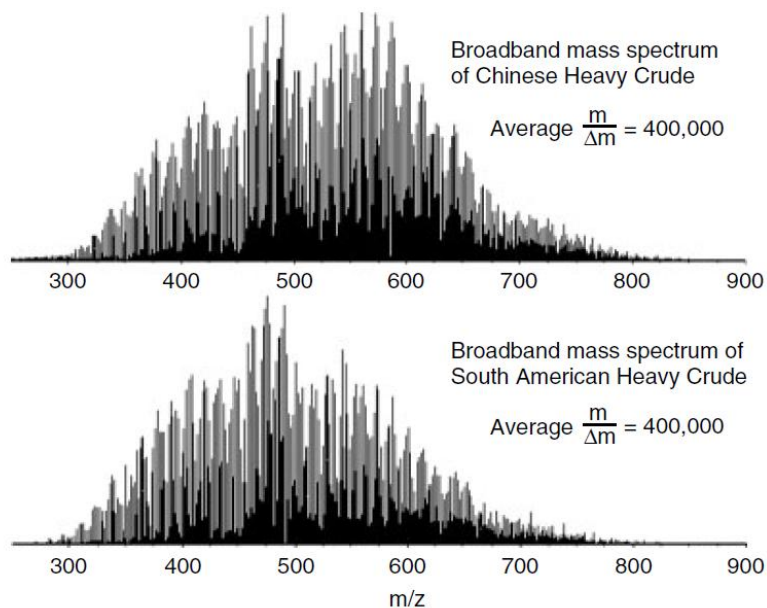 Broadband mass spectrum
of Chinese Heavy Crude
Average m/Δm = 400,000
300 400 500 600 700 800 900
Broadband mass spectrum of
South American Heavy Crude
Average m/Δm = 400,000
300 400 500 600 700 800 900
m/z